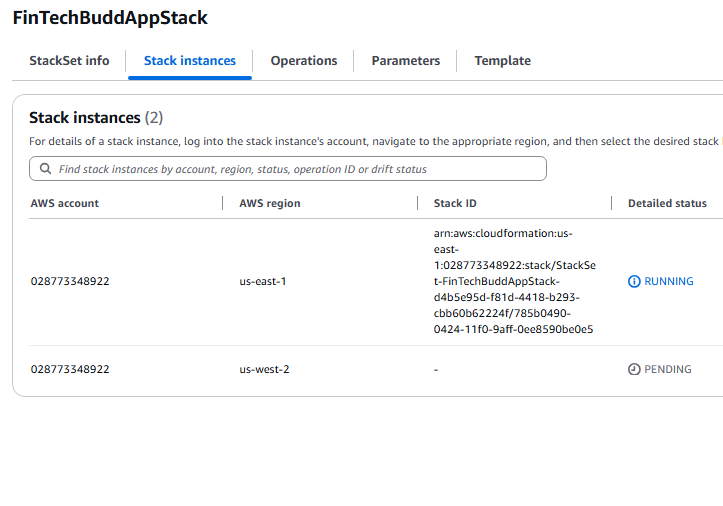 FinTechBuddAppStack
StackSet info
Stack instances
Operations
Parameters
Template
Stack instances (2)
For details of a stack instance, log into the stack instance's account, navigate to the appropriate region, and then select the desired stack
Find stack instances by account, region, status, operation ID or drift status
AWS account
AWS region
Stack ID
Detailed status
028773348922
us-east-1
arn:aws:cloudformation:us-
east-
1:028773348922:stack/StackSe
t-FinTechBuddAppStack-
d4b5e95d-f81d-4418-b293-
cbb60b62224f/785b0490-
0424-11f0-9aff-0ee8590be0e5
RUNNING
028773348922
us-west-2
-
PENDING